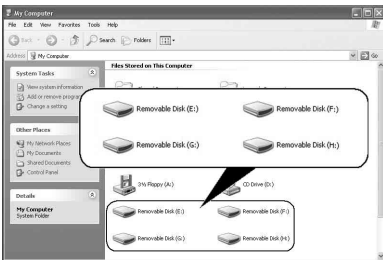 My Computer
File Edit View Favorites Tools Help
Back Search Folders
Address My Computer Go
System Tasks
View system information
Add or remove programs
Change a setting
Other Places
My Network Places
My Documents
Shared Documents
Control Panel
Details
My Computer
System Folder
Files Stored on This Computer
Removable Disk (E:) Removable Disk (F:)
Removable Disk (G:) Removable Disk (H:)
3½ Floppy (A:) CD Drive (D:)
Removable Disk (E:) Removable Disk (F:)
Removable Disk (G:) Removable Disk (H:)